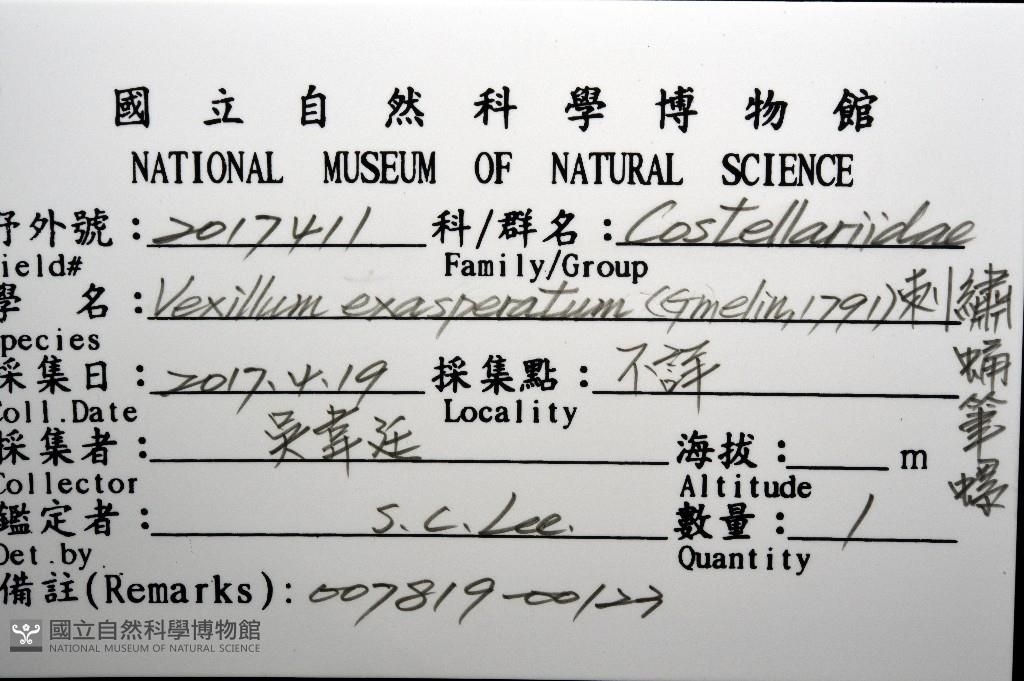 國立自然科學博物館
NATIONAL MUSEUM OF NATURAL SCIENCE
野外號：2017411 科/群名：Costellariidae
ield# Family/Group
學 名：Vexillum exasperatum (Gmelin, 1791) 刺繡蛹筆螺
pecies
採集日：2017.4.19 採集點：不詳
oll.Date Locality
採集者：吳韋廷 海拔： m
Collector Altitude
鑑定者：S.C.Lee. 數量：1
Det.by Quantity
備註(Remarks):007819-00123
國立自然科學博物館
NATIONAL MUSEUM OF NATURAL SCIENCE